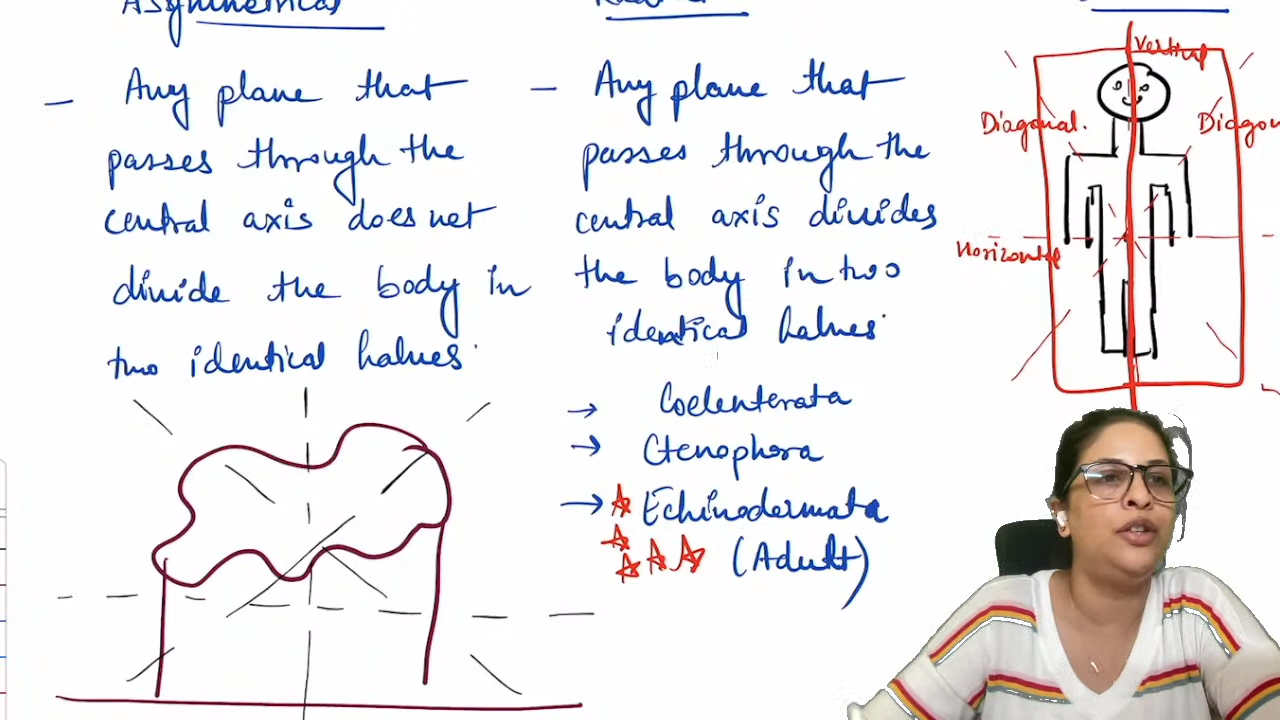 Asymmetrical
- Any plane that
passes through the
central axis does not
divide the body in
two identical halves.
- Any plane that
passes through the
central axis divides
the body in two
identical halves.
→ Coelenterata
→ Ctenophora
→ Echinodermata
(Adult)
Vertical
Diagonal.
Diagon
Horizontal